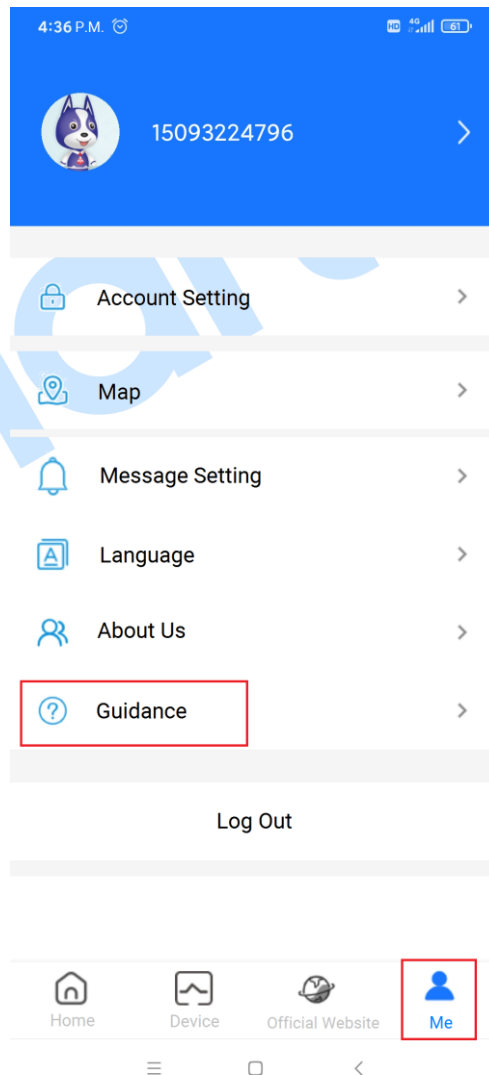 4:36 P.M. HD 4G 61
15093224796
Account Setting
Map
Message Setting
A Language
About Us
? Guidance
Log Out
Home Device Official Website Me